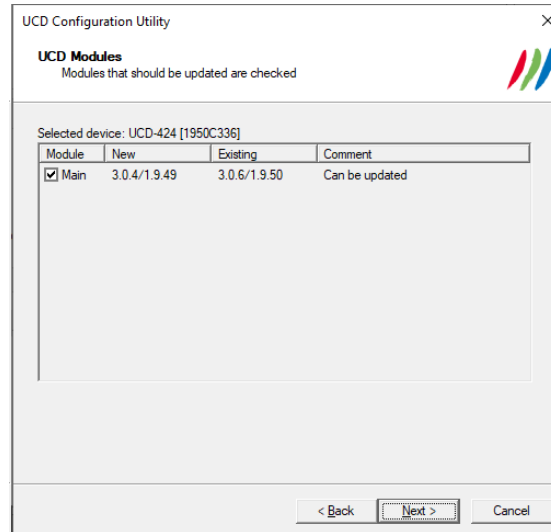 UCD Configuration Utility
UCD Modules
Modules that should be updated are checked
Selected device: UCD-424 [1950C336]
Module New Existing Comment
Main 3.0.4/1.9.49 3.0.6/1.9.50 Can be updated
< Back Next > Cancel